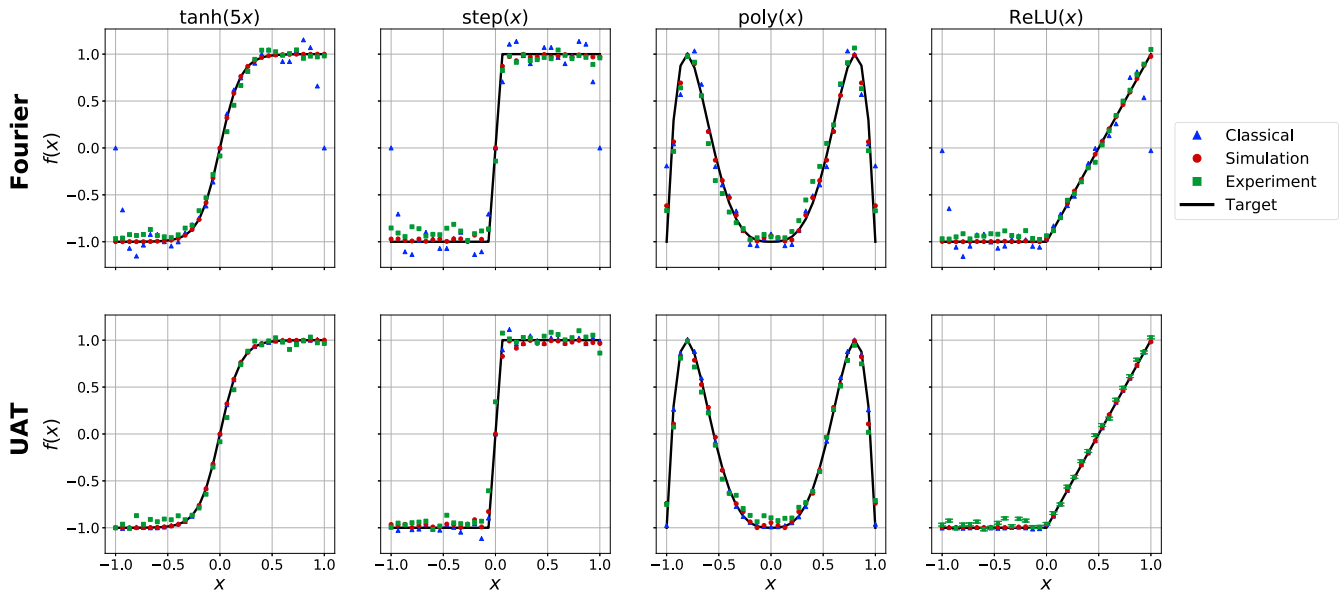 tanh(5x) step(x) poly(x) ReLU(x)
Fourier
f(x)
1.0
0.5
0.0
−0.5
−1.0
Classical
Simulation
Experiment
Target
UAT
f(x)
1.0
0.5
0.0
−0.5
−1.0
−1.0 −0.5 0.0 0.5 1.0 −1.0 −0.5 0.0 0.5 1.0 −1.0 −0.5 0.0 0.5 1.0 −1.0 −0.5 0.0 0.5 1.0
x x x x